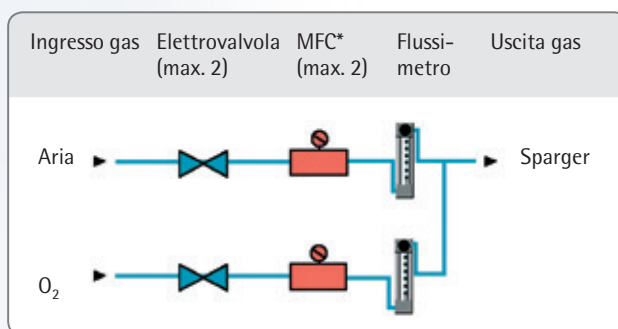 Ingresso gas
Elettrovalvola
(max. 2)
MFC*
(max. 2)
Flussi-
metro
Uscita gas
Aria
Sparger
O₂